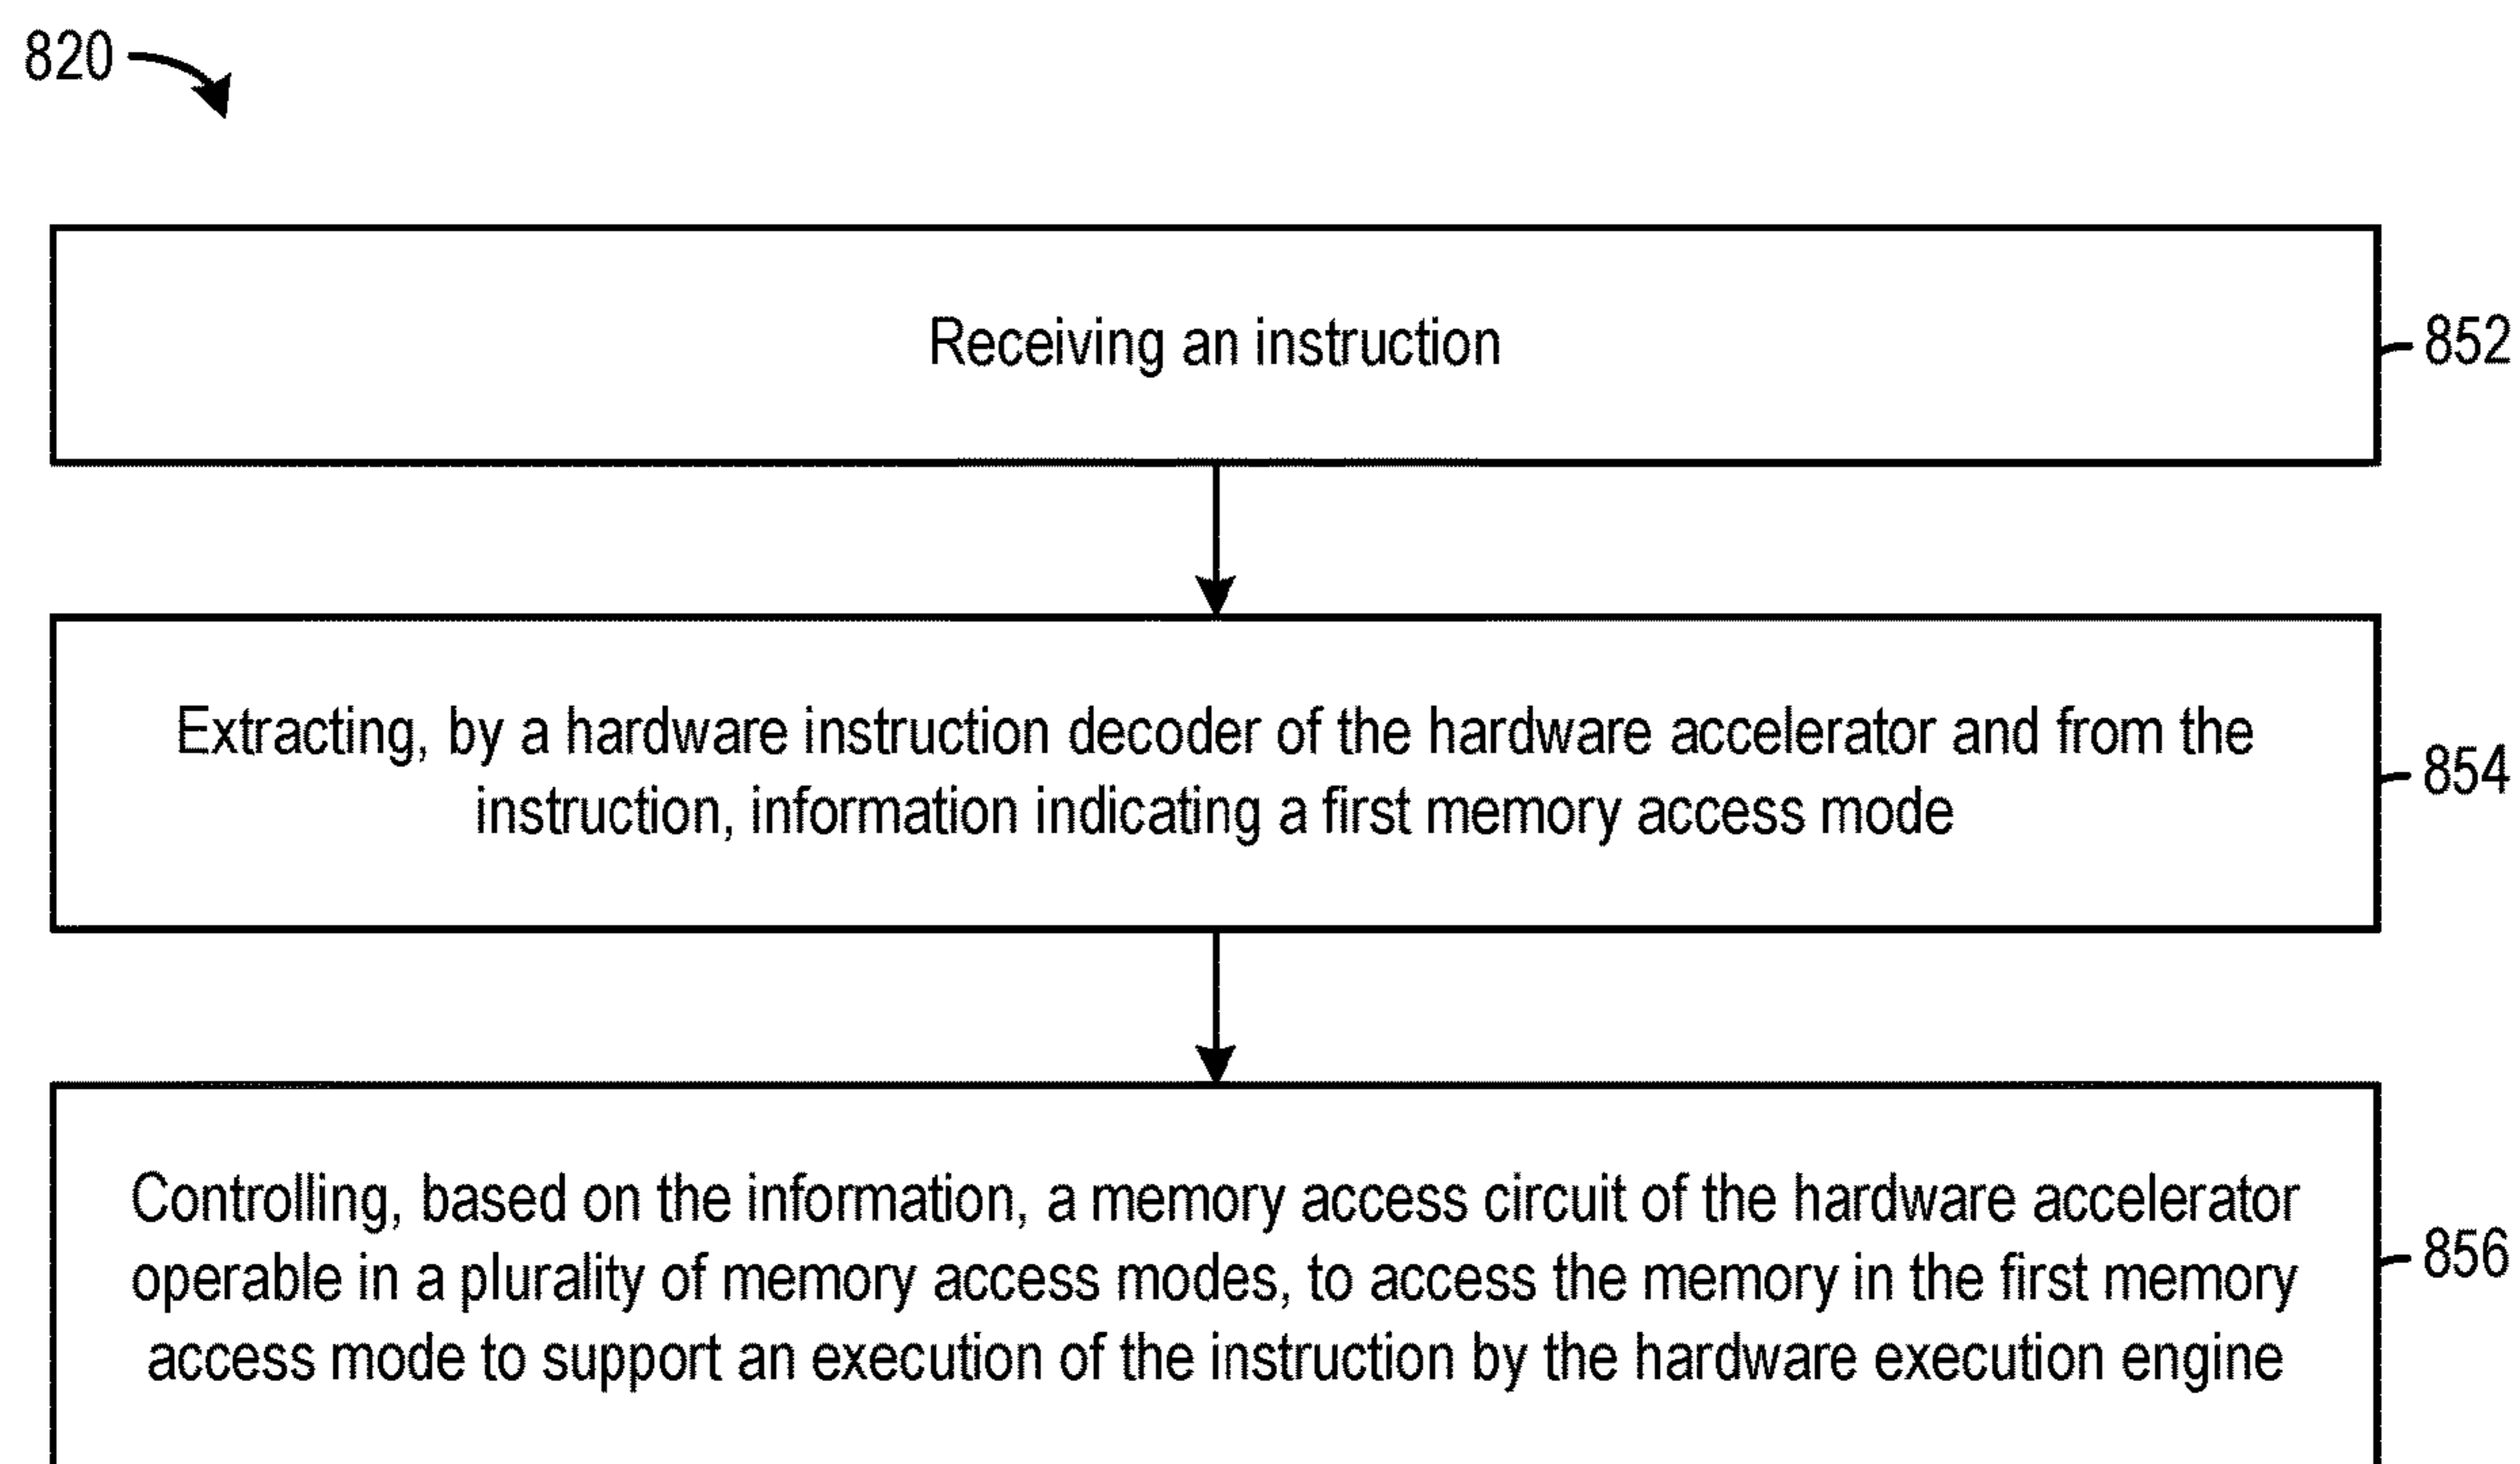 820
Receiving an instruction
852
Extracting, by a hardware instruction decoder of the hardware accelerator and from the
instruction, information indicating a first memory access mode
854
Controlling, based on the information, a memory access circuit of the hardware accelerator
operable in a plurality of memory access modes, to access the memory in the first memory
access mode to support an execution of the instruction by the hardware execution engine
856